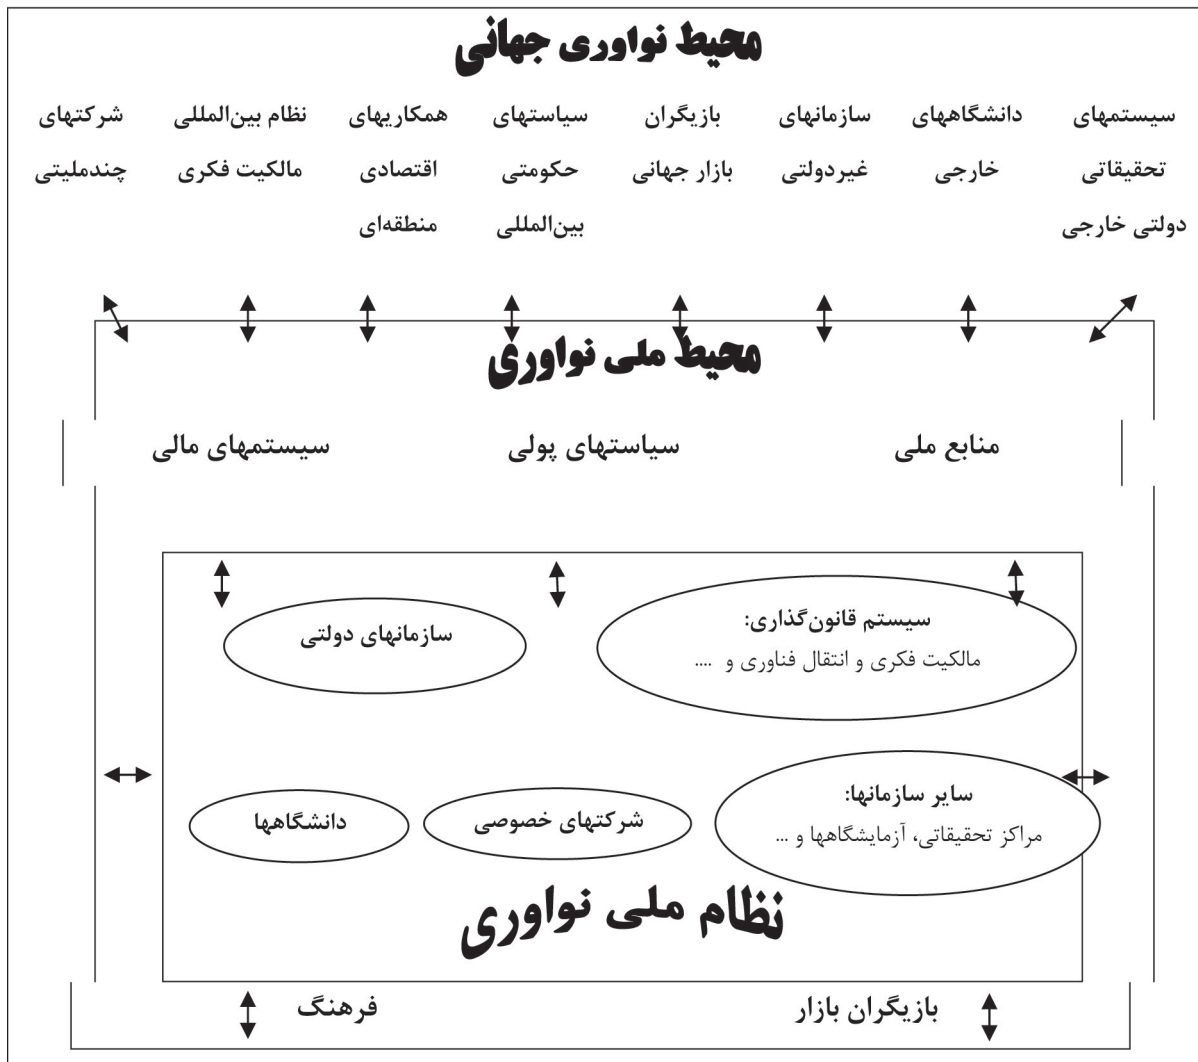 محیط نواوری جهانی
سیستمهای تحقیقاتی دولتی خارجی
دانشگاههای خارجی
سازمانهای غیردولتی
بازیگران بازار جهانی
سیاستهای حکومتی بین‌المللی
همکاریهای اقتصادی منطقه‌ای
نظام بین‌المللی مالکیت فکری
شرکتهای چندملیتی
محیط ملی نواوری
منابع ملی
سیاستهای پولی
سیستمهای مالی
سیستم قانون‌گذاری:
مالکیت فکری و انتقال فناوری و ....
سازمانهای دولتی
سایر سازمانها:
مراکز تحقیقاتی، آزمایشگاهها و ...
شرکتهای خصوصی
دانشگاهها
نظام ملی نواوری
بازیگران بازار
فرهنگ